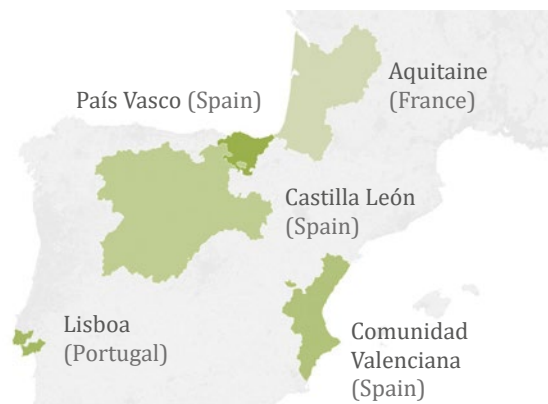 Aquitaine
(France)
País Vasco (Spain)
Castilla León
(Spain)
Lisboa
(Portugal)
Comunidad
Valenciana
(Spain)